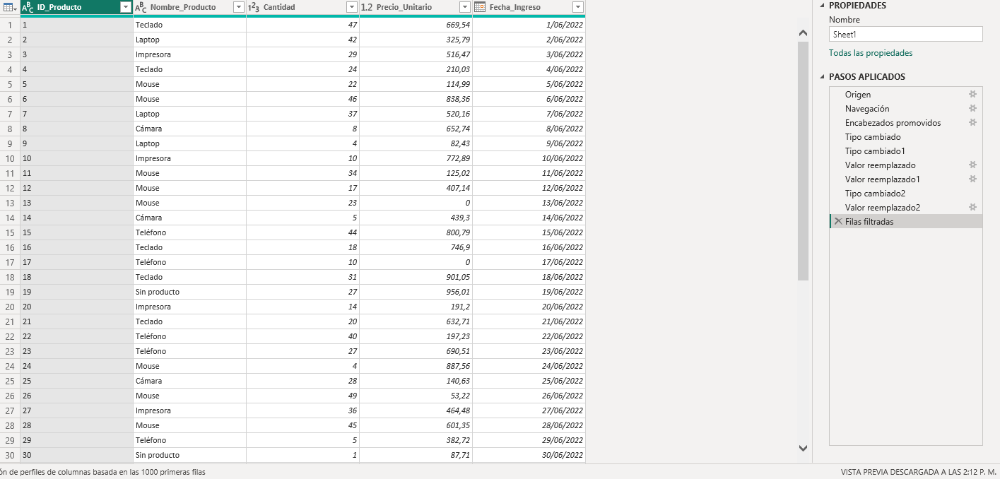 ABC ID_Producto ABC Nombre_Producto 123 Cantidad 1.2 Precio_Unitario Fecha_Ingreso
1 1 Teclado 47 669,54 1/06/2022
2 2 Laptop 42 325,79 2/06/2022
3 3 Impresora 29 516,47 3/06/2022
4 4 Teclado 24 210,03 4/06/2022
5 5 Mouse 22 114,99 5/06/2022
6 6 Mouse 46 838,36 6/06/2022
7 7 Laptop 37 520,16 7/06/2022
8 8 Cámara 8 652,74 8/06/2022
9 9 Laptop 4 82,43 9/06/2022
10 10 Impresora 10 772,89 10/06/2022
11 11 Mouse 34 125,02 11/06/2022
12 12 Mouse 17 407,14 12/06/2022
13 13 Mouse 23 0 13/06/2022
14 14 Cámara 5 439,3 14/06/2022
15 15 Teléfono 44 800,79 15/06/2022
16 16 Teclado 18 746,9 16/06/2022
17 17 Teléfono 10 0 17/06/2022
18 18 Teclado 31 901,05 18/06/2022
19 19 Sin producto 27 956,01 19/06/2022
20 20 Impresora 14 191,2 20/06/2022
21 21 Teclado 20 632,71 21/06/2022
22 22 Teléfono 40 197,23 22/06/2022
23 23 Teléfono 27 690,51 23/06/2022
24 24 Mouse 4 887,56 24/06/2022
25 25 Cámara 28 140,63 25/06/2022
26 26 Mouse 49 53,22 26/06/2022
27 27 Impresora 36 464,48 27/06/2022
28 28 Mouse 45 601,35 28/06/2022
29 29 Teléfono 5 382,72 29/06/2022
30 30 Sin producto 1 87,71 30/06/2022
PROPIEDADES
Nombre
Sheet1
Todas las propiedades
PASOS APLICADOS
Origen
Navegación
Encabezados promovidos
Tipo cambiado
Tipo cambiado1
Valor reemplazado
Valor reemplazado1
Tipo cambiado2
Valor reemplazado2
Filas filtradas
ón de perfiles de columnas basada en las 1000 primeras filas
VISTA PREVIA DESCARGADA A LAS 2:12 P. M.